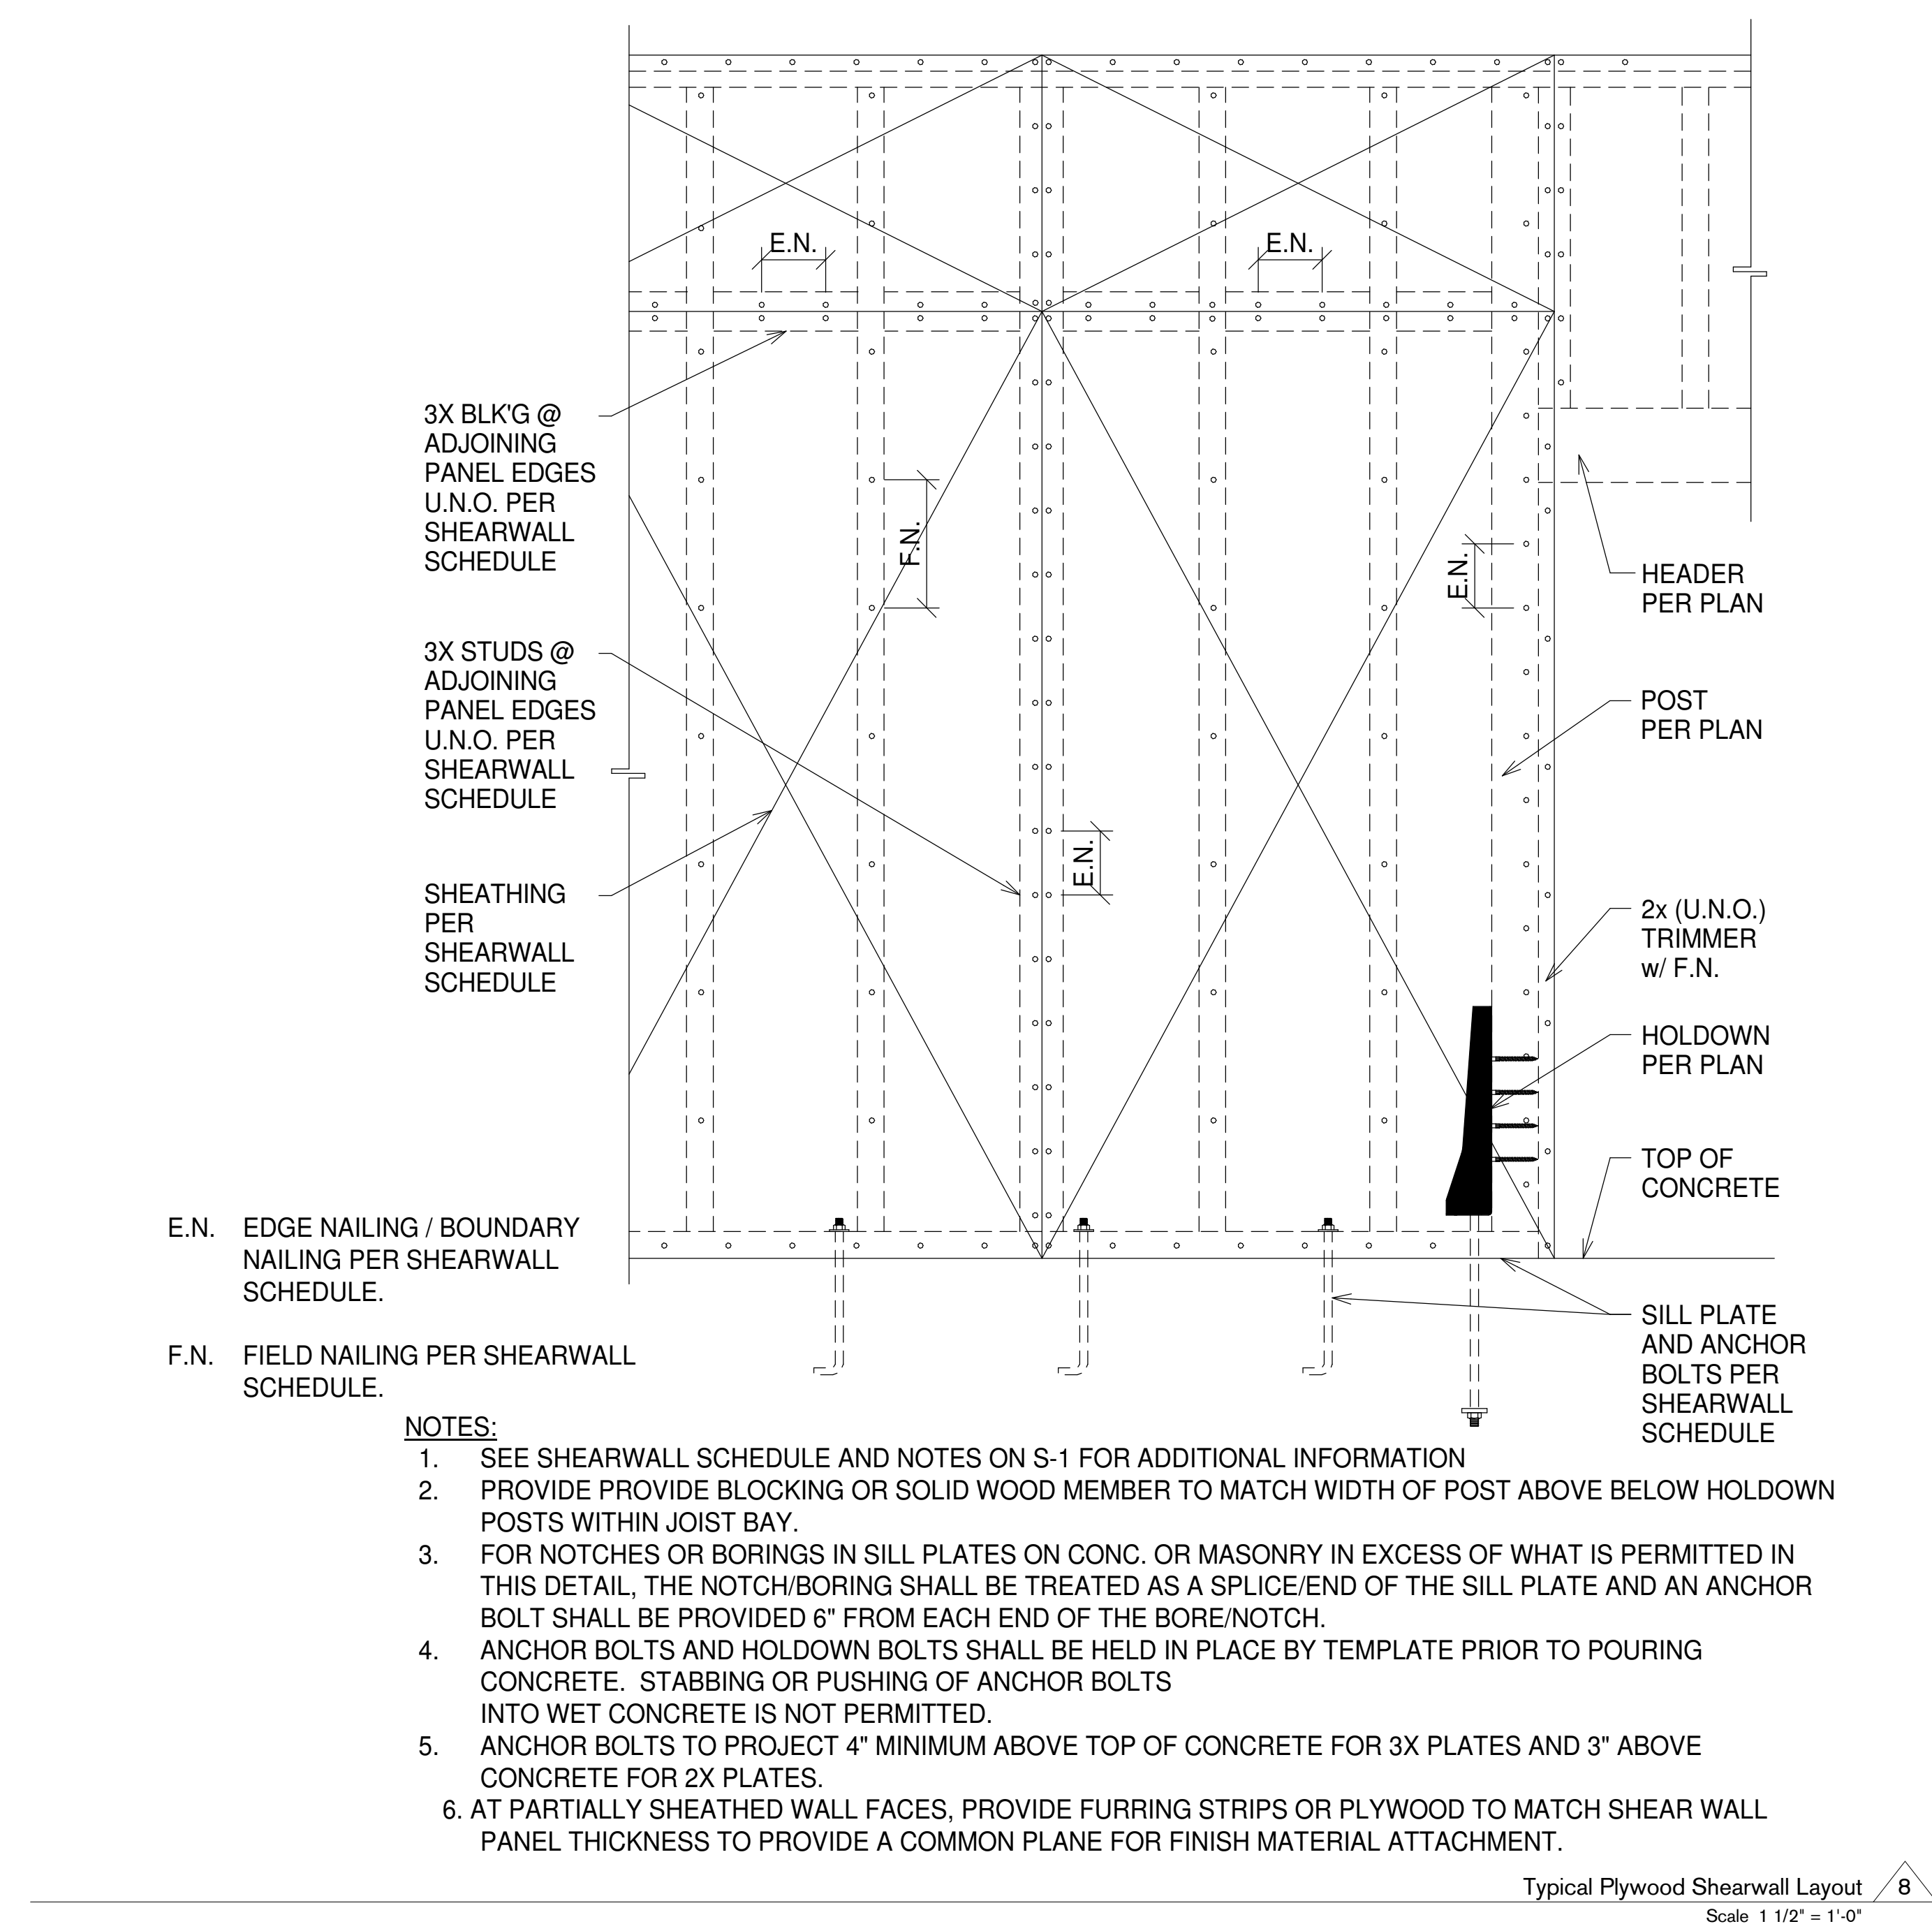 E.N.
E.N.
3X BLK'G @
ADJOINING
PANEL EDGES
U.N.O. PER
SHEARWALL
SCHEDULE
F.N.
E.N.
HEADER
PER PLAN
3X STUDS @
ADJOINING
PANEL EDGES
U.N.O. PER
SHEARWALL
SCHEDULE
POST
PER PLAN
E.N.
SHEATHING
PER
SHEARWALL
SCHEDULE
2x (U.N.O.)
TRIMMER
w/ F.N.
HOLDOWN
PER PLAN
TOP OF
CONCRETE
E.N. EDGE NAILING / BOUNDARY
NAILING PER SHEARWALL
SCHEDULE.
F.N. FIELD NAILING PER SHEARWALL
SCHEDULE.
SILL PLATE
AND ANCHOR
BOLTS PER
SHEARWALL
SCHEDULE
NOTES:
1. SEE SHEARWALL SCHEDULE AND NOTES ON S-1 FOR ADDITIONAL INFORMATION
2. PROVIDE PROVIDE BLOCKING OR SOLID WOOD MEMBER TO MATCH WIDTH OF POST ABOVE BELOW HOLDOWN
POSTS WITHIN JOIST BAY.
3. FOR NOTCHES OR BORINGS IN SILL PLATES ON CONC. OR MASONRY IN EXCESS OF WHAT IS PERMITTED IN
THIS DETAIL, THE NOTCH/BORING SHALL BE TREATED AS A SPLICE/END OF THE SILL PLATE AND AN ANCHOR
BOLT SHALL BE PROVIDED 6" FROM EACH END OF THE BORE/NOTCH.
4. ANCHOR BOLTS AND HOLDOWN BOLTS SHALL BE HELD IN PLACE BY TEMPLATE PRIOR TO POURING
CONCRETE. STABBING OR PUSHING OF ANCHOR BOLTS
INTO WET CONCRETE IS NOT PERMITTED.
5. ANCHOR BOLTS TO PROJECT 4" MINIMUM ABOVE TOP OF CONCRETE FOR 3X PLATES AND 3" ABOVE
CONCRETE FOR 2X PLATES.
6. AT PARTIALLY SHEATHED WALL FACES, PROVIDE FURRING STRIPS OR PLYWOOD TO MATCH SHEAR WALL
PANEL THICKNESS TO PROVIDE A COMMON PLANE FOR FINISH MATERIAL ATTACHMENT.
Typical Plywood Shearwall Layout 8
Scale 1 1/2" = 1'-0"